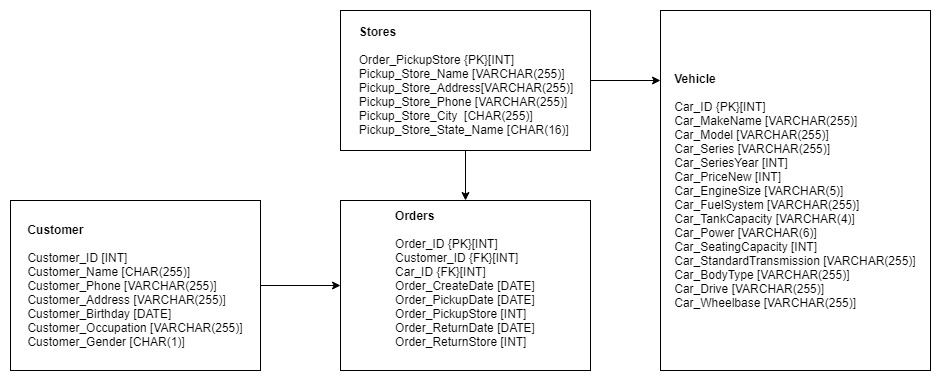 Stores
Order_PickupStore {PK}[INT]
Pickup_Store_Name [VARCHAR(255)]
Pickup_Store_Address[VARCHAR(255)]
Pickup_Store_Phone [VARCHAR(255)]
Pickup_Store_City  [CHAR(255)]
Pickup_Store_State_Name [CHAR(16)]
Vehicle
Car_ID {PK}[INT]
Car_MakeName [VARCHAR(255)]
Car_Model [VARCHAR(255)]
Car_Series [VARCHAR(255)]
Car_SeriesYear [INT]
Car_PriceNew [INT]
Car_EngineSize [VARCHAR(5)]
Car_FuelSystem [VARCHAR(255)]
Car_TankCapacity [VARCHAR(4)]
Car_Power [VARCHAR(6)]
Car_SeatingCapacity [INT]
Car_StandardTransmission [VARCHAR(255)]
Car_BodyType [VARCHAR(255)]
Car_Drive [VARCHAR(255)]
Car_Wheelbase [VARCHAR(255)]
Customer
Customer_ID [INT]
Customer_Name [CHAR(255)]
Customer_Phone [VARCHAR(255)]
Customer_Address [VARCHAR(255)]
Customer_Birthday [DATE]
Customer_Occupation [VARCHAR(255)]
Customer_Gender [CHAR(1)]
Orders
Order_ID {PK}[INT]
Customer_ID {FK}[INT]
Car_ID {FK}[INT]
Order_CreateDate [DATE]
Order_PickupDate [DATE]
Order_PickupStore [INT]
Order_ReturnDate [DATE]
Order_ReturnStore [INT]